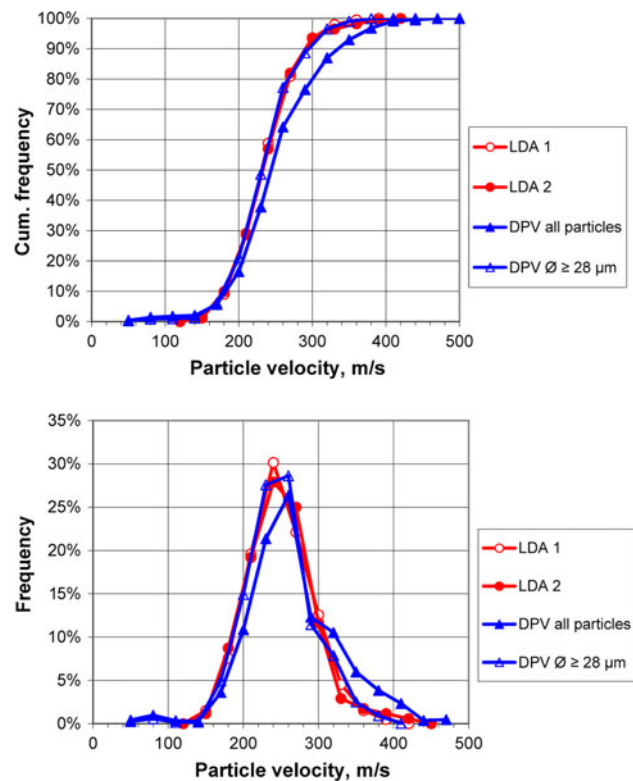 100%
90%
80%
70%
60%
50%
40%
30%
20%
10%
0%
Cum. frequency
0 100 200 300 400 500
Particle velocity, m/s
LDA 1
LDA 2
DPV all particles
DPV Ø ≥ 28 µm
35%
30%
25%
20%
15%
10%
5%
0%
Frequency
0 100 200 300 400 500
Particle velocity, m/s
LDA 1
LDA 2
DPV all particles
DPV Ø ≥ 28 µm